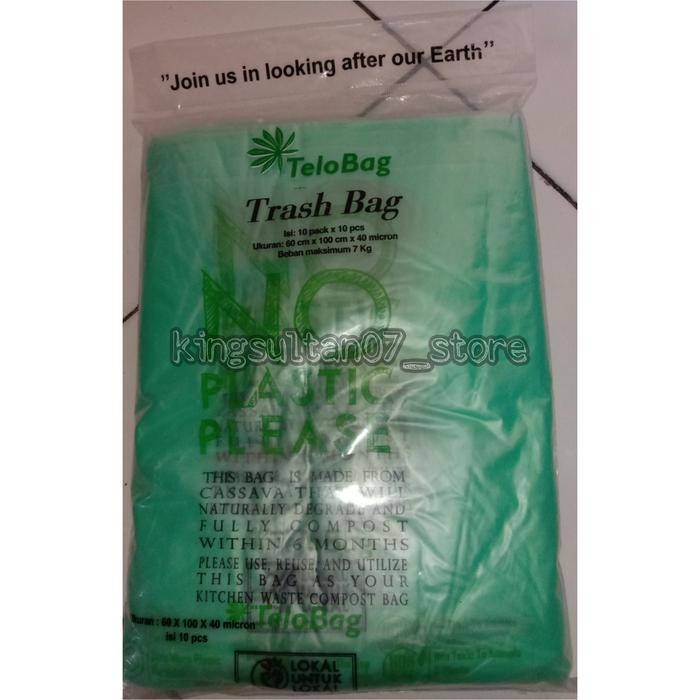 "Join us in looking after our Earth"
TeloBag
Trash Bag
Isi: 10 pack x 10 pcs
Ukuran: 60 cm x 100 cm x 40 micron
Beban maksimum 7 Kg
NO
kingsultan07_store
PLASTIC
PLEASE
THIS BAG IS MADE FROM
CASSAVA THAT WILL
NATURALLY DEGRADE AND
FULLY COMPOST
WITHIN 6 MONTHS
PLEASE USE, REUSE, AND UTILIZE
THIS BAG AS YOUR
KITCHEN WASTE COMPOST BAG
TeloBag
Ukuran : 60 X 100 X 40 micron
isi 10 pcs
LOKAL
UNTUK
LOKAL